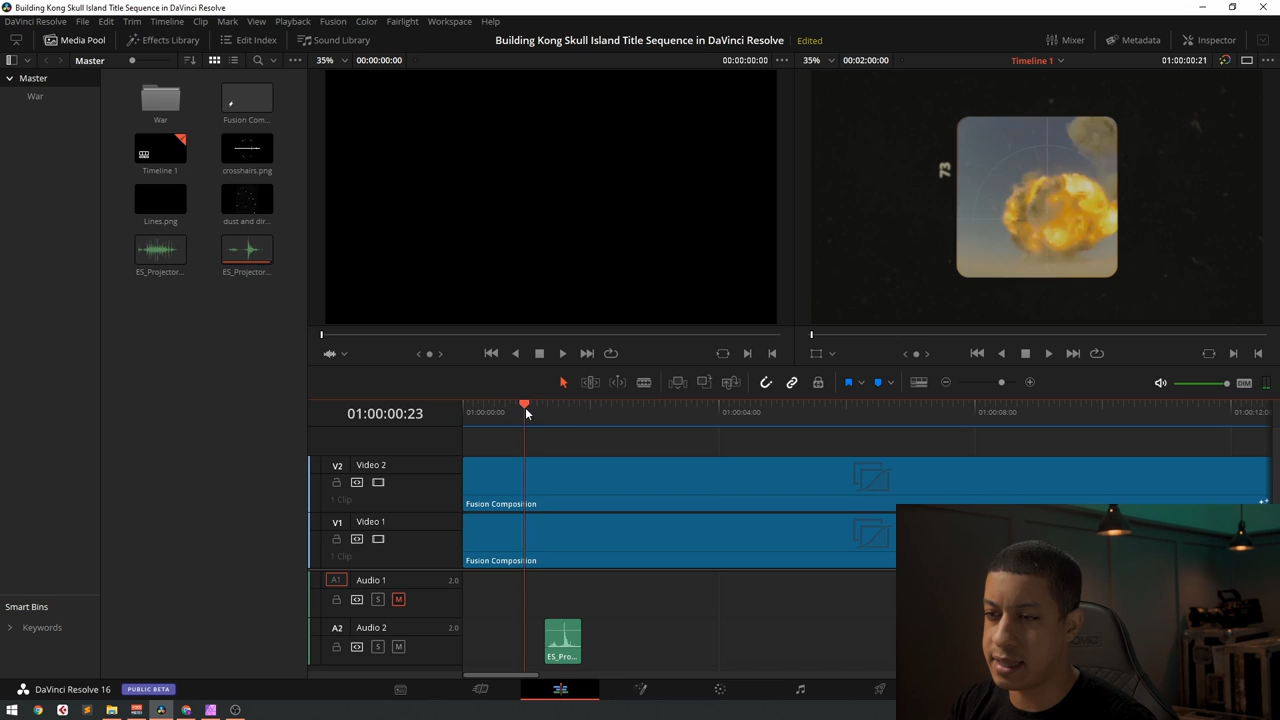 Building Kong Skull Island Title Sequence in DaVinci Resolve
DaVinci Resolve File Edit Trim Timeline Clip Mark View Playback Fusion Color Fairlight Workspace Help
Media Pool Effects Library Edit Index Sound Library Building Kong Skull Island Title Sequence in DaVinci Resolve Edited Mixer Metadata Inspector
Master 35% 00:00:00:00 00:00:00:00 35% 00:02:00:00 Timeline 1 01:00:00:21
Master
War
War Fusion Com...
Timeline 1 crosshairs.png
Lines.png dust and dir...
ES_Projector... ES_Projector...
73
DIM
01:00:00:23 01:00:00:00 01:00:04:00 01:00:08:00 01:00:12:0
V2 Video 2
1 Clip
Fusion Composition
V1 Video 1
1 Clip
Fusion Composition
A1 Audio 1 2.0
S M
A2 Audio 2 2.0
S M
ES_Pro...
Smart Bins
Keywords
DaVinci Resolve 16 PUBLIC BETA